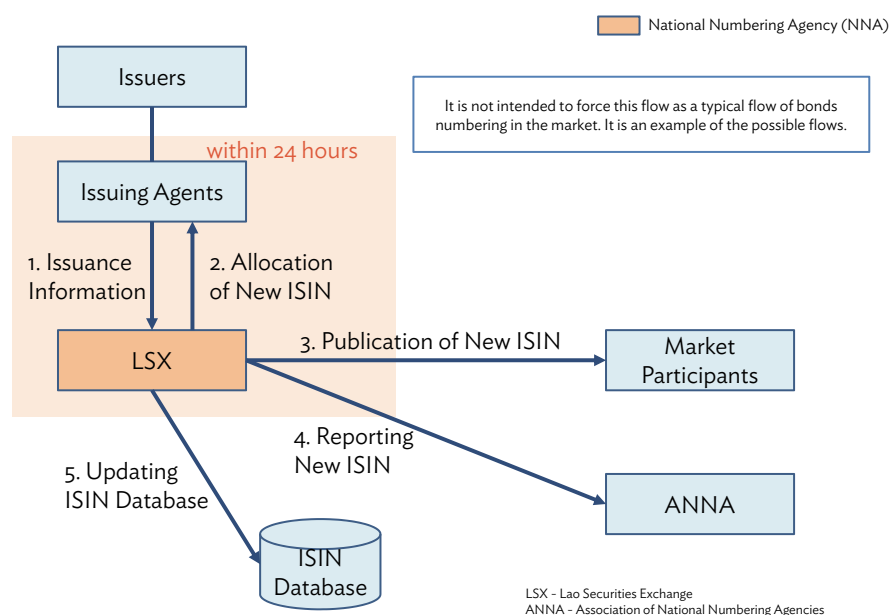 National Numbering Agency (NNA)
Issuers
It is not intended to force this flow as a typical flow of bonds
numbering in the market. It is an example of the possible flows.
within 24 hours
Issuing Agents
1. Issuance
Information
2. Allocation
of New ISIN
LSX
3. Publication of New ISIN
Market
Participants
4. Reporting
New ISIN
5. Updating
ISIN Database
ANNA
ISIN
Database
LSX - Lao Securities Exchange
ANNA - Association of National Numbering Agencies